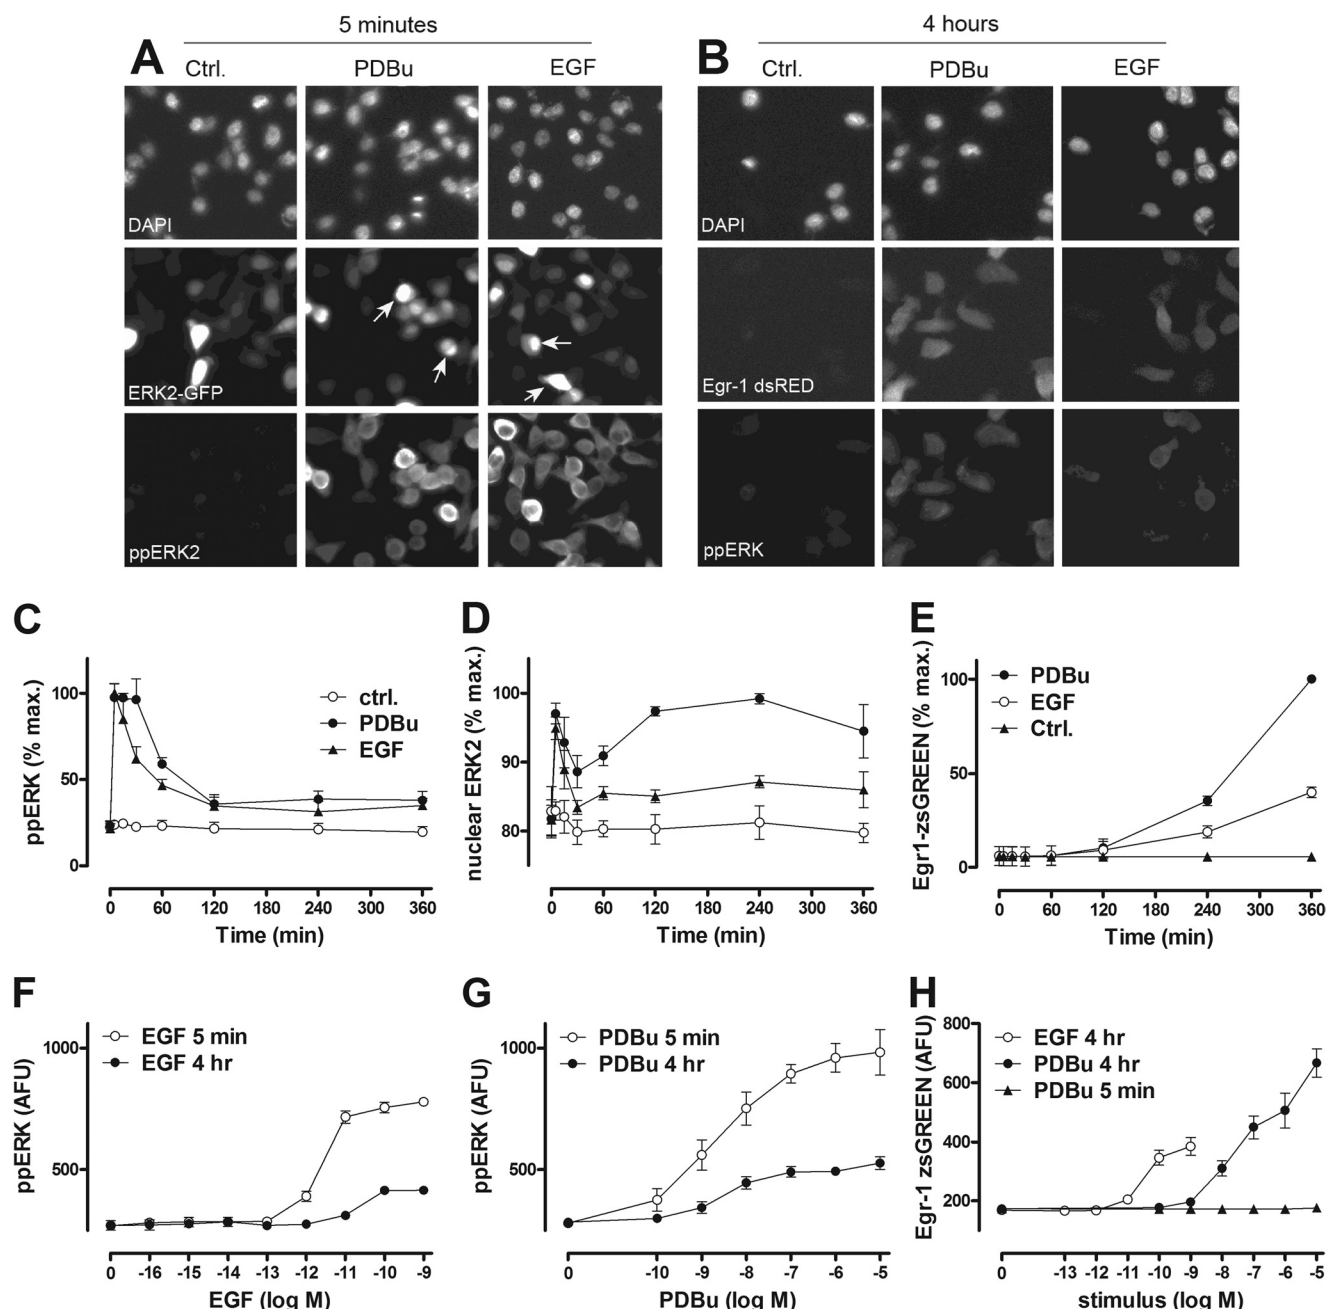 5 minutes
4 hours
A
B
Ctrl.
PDBu
EGF
Ctrl.
PDBu
EGF
DAPI
DAPI
ERK2-GFP
Egr-1 dsRED
ppERK2
ppERK
C
D
E
ppERK (% max.)
100
50
0
ctrl.
PDBu
EGF
0 60 120 180 240 300 360
Time (min)
nuclear ERK2 (% max.)
100
90
80
0 60 120 180 240 300 360
Time (min)
Egr1-zsGREEN (% max.)
100
50
0
PDBu
EGF
Ctrl.
0 60 120 180 240 300 360
Time (min)
F
G
H
ppERK (AFU)
1000
500
EGF 5 min
EGF 4 hr
0 -16 -15 -14 -13 -12 -11 -10 -9
EGF (log M)
ppERK (AFU)
1000
500
PDBu 5 min
PDBu 4 hr
0 -10 -9 -8 -7 -6 -5
PDBu (log M)
Egr-1 zsGREEN (AFU)
800
600
400
200
EGF 4 hr
PDBu 4 hr
PDBu 5 min
0 -13 -12 -11 -10 -9 -8 -7 -6 -5
stimulus (log M)